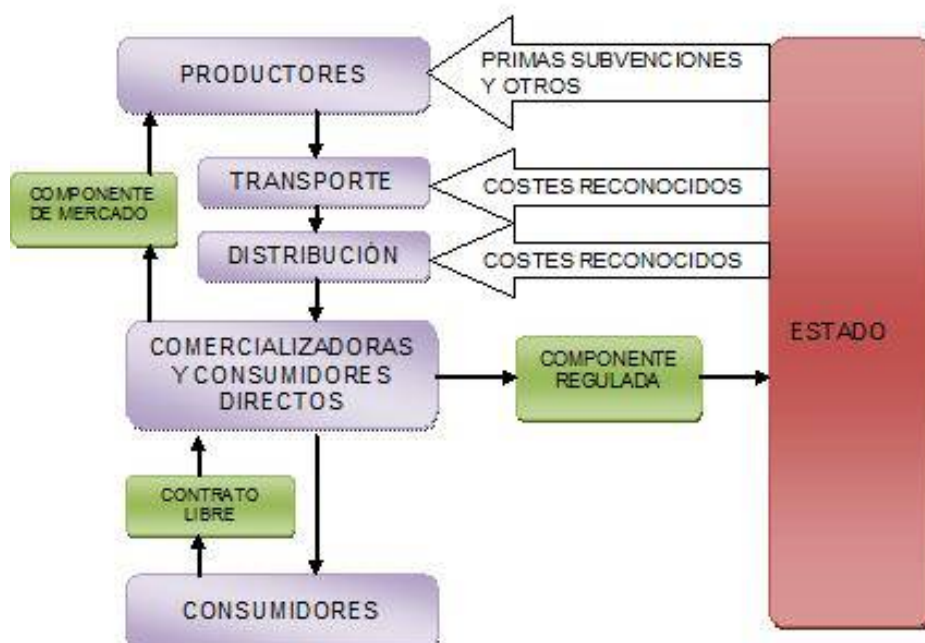 PRODUCTORES
PRIMAS SUBVENCIONES
Y OTROS
COMPONENTE
DE MERCADO
TRANSPORTE
COSTES RECONOCIDOS
DISTRIBUCIÓN
COSTES RECONOCIDOS
ESTADO
COMERCIALIZADORAS
Y CONSUMIDORES
DIRECTOS
COMPONENTE
REGULADA
CONTRATO
LIBRE
CONSUMIDORES